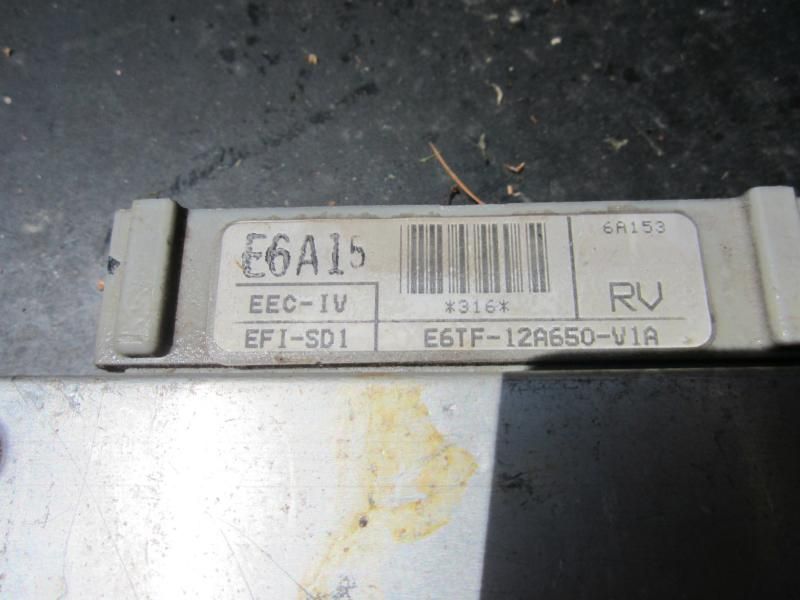 E6A15
6A153
EEC-IV
*316*
RV
EFI-SD1
E6TF-12A650-V1A